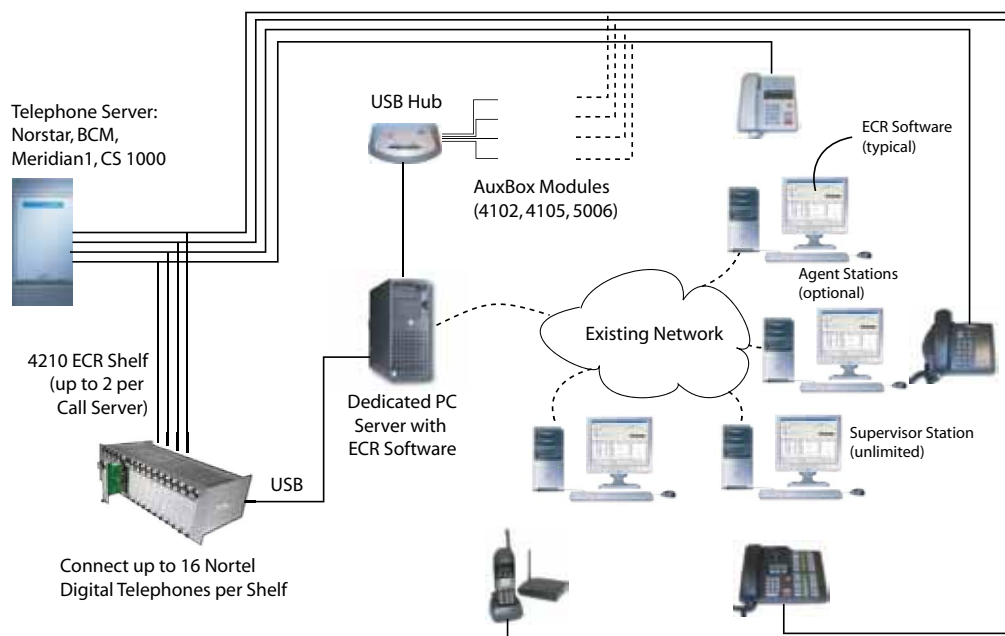 Telephone Server:
Norstar, BCM,
Meridian1, CS 1000
USB Hub
AuxBox Modules
(4102, 4105, 5006)
ECR Software
(typical)
Agent Stations
(optional)
Existing Network
4210 ECR Shelf
(up to 2 per
Call Server)
Dedicated PC
Server with
ECR Software
Supervisor Station
(unlimited)
USB
Connect up to 16 Nortel
Digital Telephones per Shelf